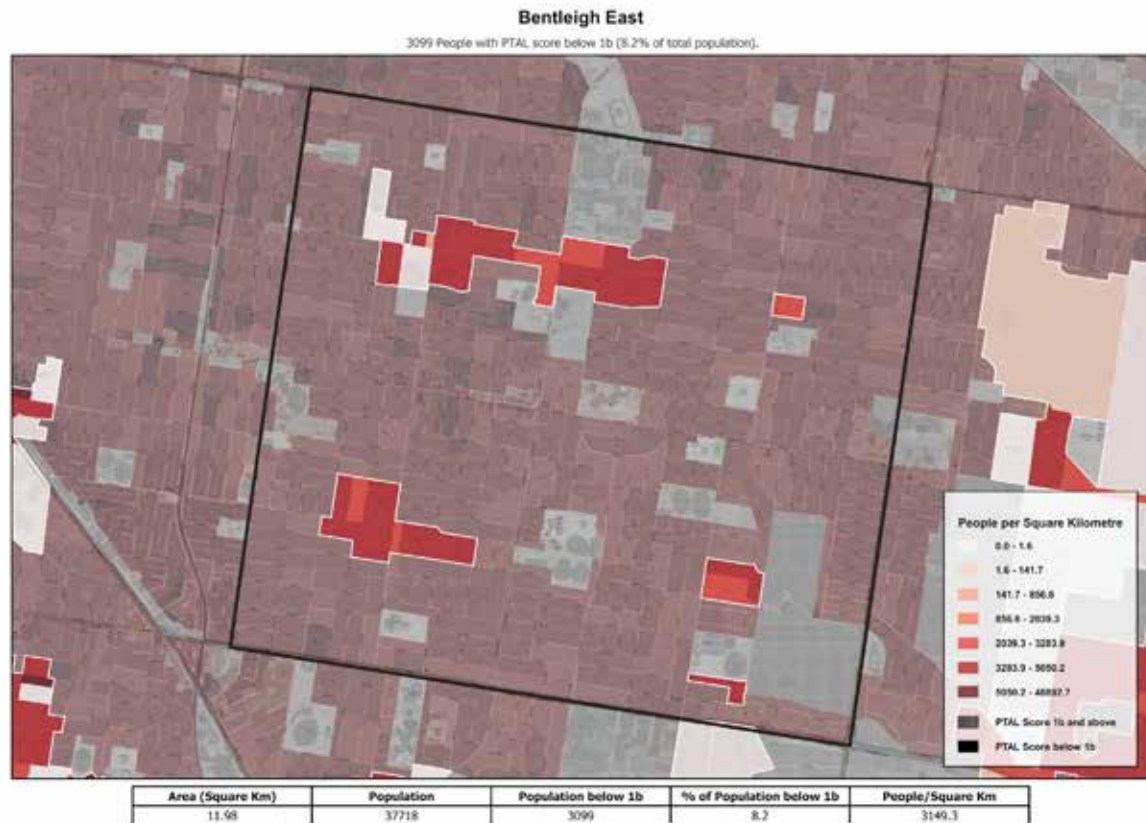 Bentleigh East
3099 People with PTAL score below 1b (8.2% of total population).
People per Square Kilometre
0.0 - 1.6
1.6 - 141.7
141.7 - 856.6
856.6 - 2039.3
2039.3 - 3283.9
3283.9 - 5050.2
5050.2 - 46892.7
PTAL Score 1b and above
PTAL Score below 1b
Area (Square Km) Population Population below 1b % of Population below 1b People/Square Km
11.98 37718 3099 8.2 3149.3